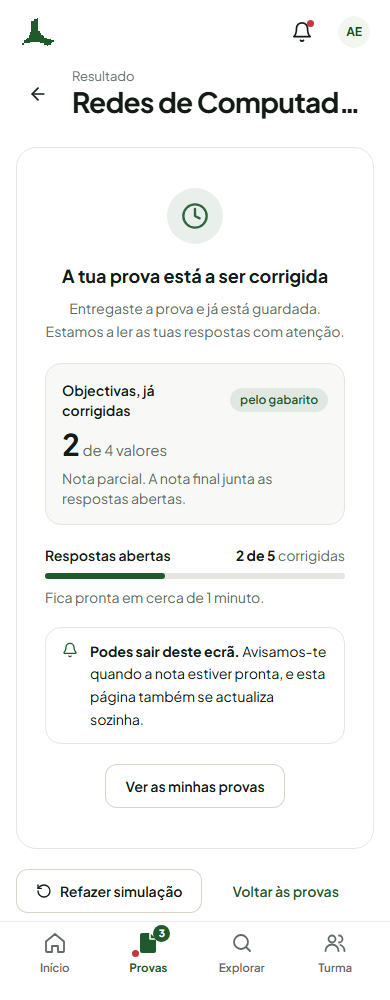 AE
Resultado
Redes de Computad...
A tua prova está a ser corrigida
Entregaste a prova e já está guardada.
Estamos a ler as tuas respostas com atenção.
Objectivas, já
corrigidas
pelo gabarito
2 de 4 valores
Nota parcial. A nota final junta as
respostas abertas.
Respostas abertas
2 de 5 corrigidas
Fica pronta em cerca de 1 minuto.
Podes sair deste ecrã. Avisamos-te
quando a nota estiver pronta, e esta
página também se actualiza
sozinha.
Ver as minhas provas
Refazer simulação
Voltar às provas
3
Início
Provas
Explorar
Turma